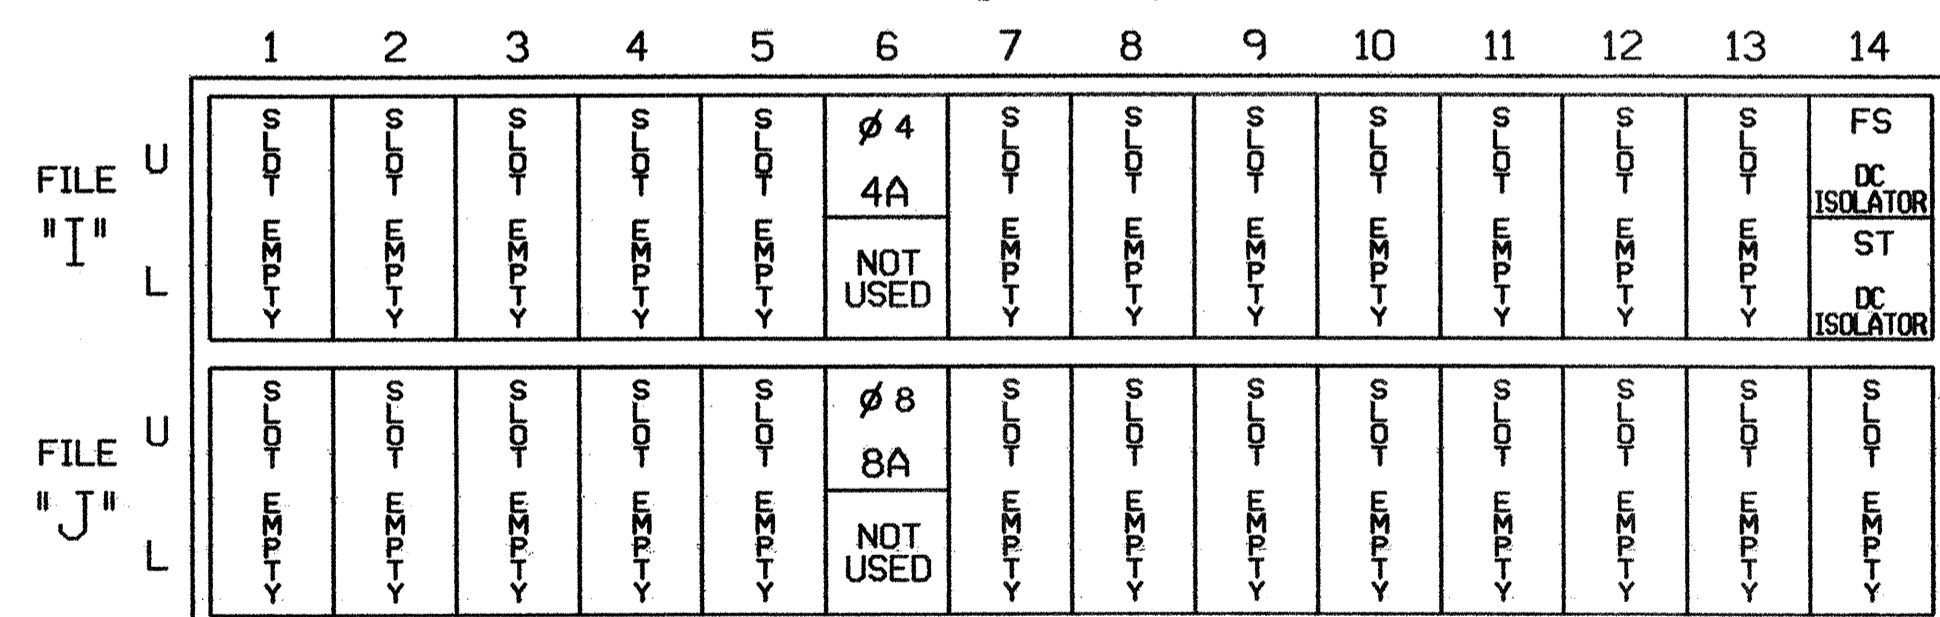 1 2 3 4 5 6 7 8 9 10 11 12 13 14
FILE "I"
U
L
SLOT EMPTY
SLOT EMPTY
SLOT EMPTY
SLOT EMPTY
SLOT EMPTY
Ø 4
4A
NOT
USED
SLOT EMPTY
SLOT EMPTY
SLOT EMPTY
SLOT EMPTY
SLOT EMPTY
SLOT EMPTY
SLOT EMPTY
FS
DC
ISOLATOR
ST
DC
ISOLATOR
FILE "J"
U
L
SLOT EMPTY
SLOT EMPTY
SLOT EMPTY
SLOT EMPTY
SLOT EMPTY
Ø 8
8A
NOT
USED
SLOT EMPTY
SLOT EMPTY
SLOT EMPTY
SLOT EMPTY
SLOT EMPTY
SLOT EMPTY
SLOT EMPTY
SLOT EMPTY